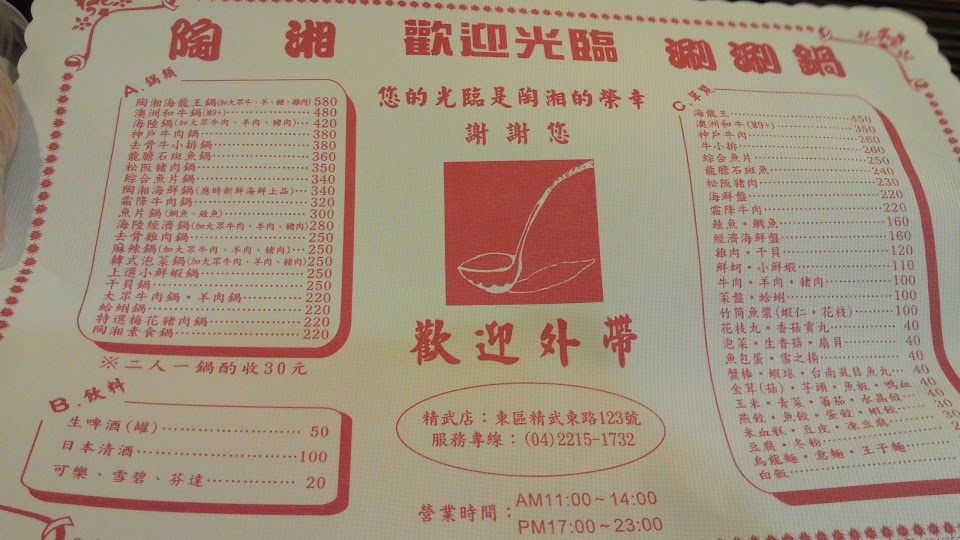 陶湘 歡迎光臨 涮涮鍋
您的光臨是陶湘的榮幸
謝謝您
A.鍋類
陶湘海龍王鍋(加大眾牛、羊、豬、雞肉)580
澳洲和牛鍋(M9+)············480
海陸鍋(加大眾牛肉、羊肉、豬肉)··420
神戶牛肉鍋············380
去骨牛小排鍋············380
龍膽石斑魚鍋············360
松阪豬肉鍋············350
綜合魚片鍋············340
陶湘海鮮鍋(應時新鮮海鮮上品)···340
霜降牛肉鍋············320
魚片鍋(鯛魚、鮭魚)············300
海陸經濟鍋(加大眾牛肉、羊肉、豬肉)280
去骨雞肉鍋············250
麻辣鍋(加大眾牛肉、羊肉、豬肉)···250
韓式泡菜鍋(加大眾牛肉、羊肉、豬肉)250
上選小鮮蝦鍋············250
干貝鍋············250
大眾牛肉鍋·羊肉鍋············220
蛤蜊鍋············220
特選梅花豬肉鍋············220
陶湘素食鍋············220
※二人一鍋酌收30元
B.飲料
生啤酒(罐)············50
日本清酒············100
可樂、雪碧、芬達············20
歡迎外帶
精武店：東區精武東路123號
服務專線：(04)2215-1732
營業時間：AM11:00~14:00
PM17:00~23:00
C.單類
海龍王············450
澳洲和牛(M9+)············350
神戶牛肉············260
牛小排············260
綜合魚片············250
龍膽石斑魚············240
松阪豬肉············230
海鮮盤············220
霜降牛肉············220
鮭魚·鯛魚············160
經濟海鮮盤············160
雞肉·干貝············120
鮮蚵·小鮮蝦············110
牛肉·羊肉·豬肉············100
菜盤·蛤蜊············100
竹筒魚漿(蝦仁·花枝)············100
花枝丸·香菇貢丸············40
泡菜·生香菇·扇貝············40
魚包蛋·雪之揚············40
蟹棒·蝦球·台南虱目魚丸···40
金茸(菇)·芋頭·魚板·鴨血···40
玉米·青菜·蕃茄·水晶餃···40
燕餃·魚餃·蛋餃·蝦餃···30
米血糕·豆皮·凍豆腐···30
豆腐·冬粉············
烏龍麵·意麵·王子麵············
白飯············